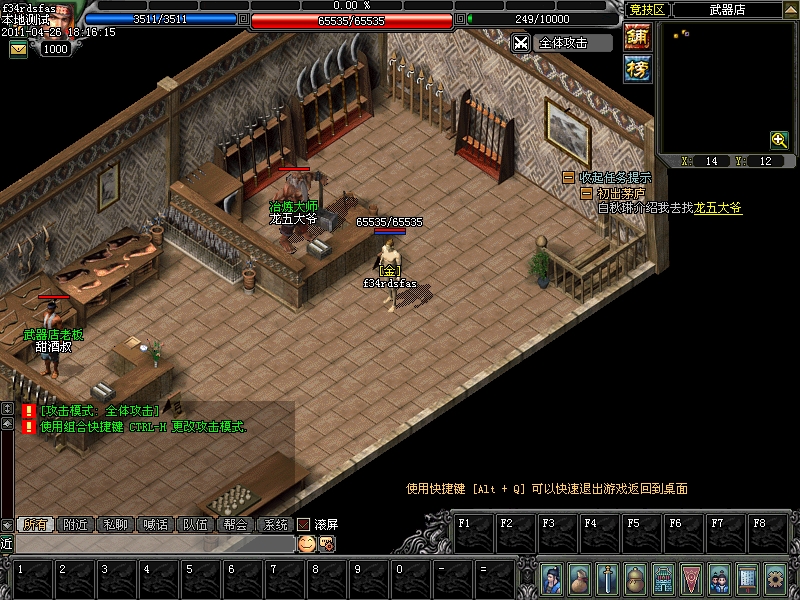 f3ardsfas
本地测试
2011-04-26 18:16:15
1000
3511/3511
0.00 %
65535/65535
249/10000
竞技区
武器店
全体攻击
鋪
榜
X: 14 Y: 12
收起任务提示
初出茅庐
白秋琳介绍我去找龙五大爷
冶炼大师
龙五大爷
65535/65535
[金]
f34rdsfas
武器店老板
甜酒叔
[攻击模式: 全体攻击]
使用组合快捷键 CTRL-H 更改攻击模式.
使用快捷键 [Alt + Q] 可以快速退出游戏返回到桌面
所有 附近 私聊 喊话 队伍 帮会 系统 滚屏
近
F1 F2 F3 F4 F5 F6 F7 F8
1 2 3 4 5 6 7 8 9 0 - =